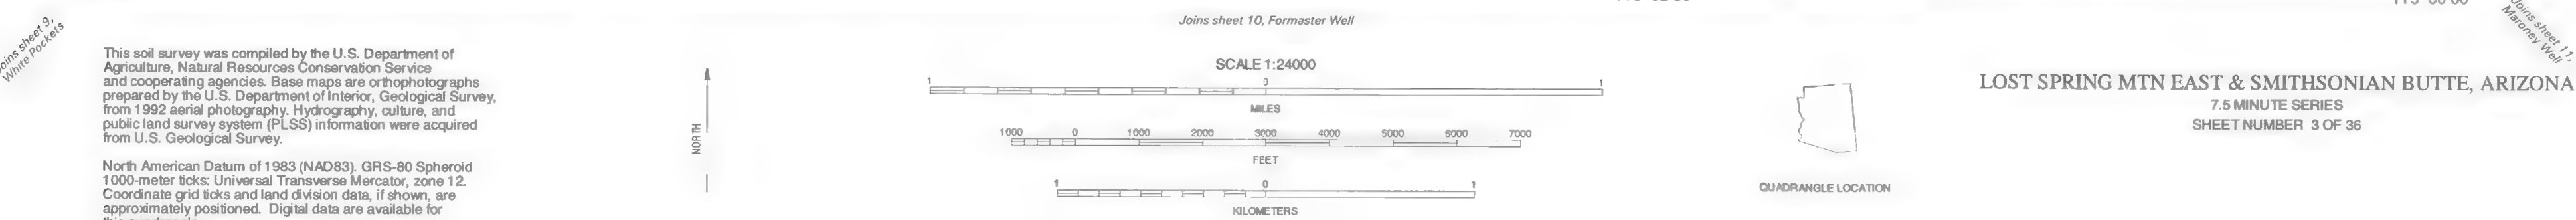 Joins sheet 9,
White Pockets
This soil survey was compiled by the U.S. Department of
Agriculture, Natural Resources Conservation Service
and cooperating agencies. Base maps are orthophotographs
prepared by the U.S. Department of Interior, Geological Survey,
from 1992 aerial photography. Hydrography, culture, and
public land survey system (PLSS) information were acquired
from U.S. Geological Survey.
North American Datum of 1983 (NAD83). GRS-80 Spheroid
1000-meter ticks: Universal Transverse Mercator, zone 12.
Coordinate grid ticks and land division data, if shown, are
approximately positioned. Digital data are available for
NORTH
Joins sheet 10, Formaster Well
SCALE 1:24000
1 0 1
MILES
1000 0 1000 2000 3000 4000 5000 6000 7000
FEET
1 0 1
KILOMETERS
QUADRANGLE LOCATION
Joins sheet 11,
Maroney Well
LOST SPRING MTN EAST & SMITHSONIAN BUTTE, ARIZONA
7.5 MINUTE SERIES
SHEET NUMBER 3 OF 36